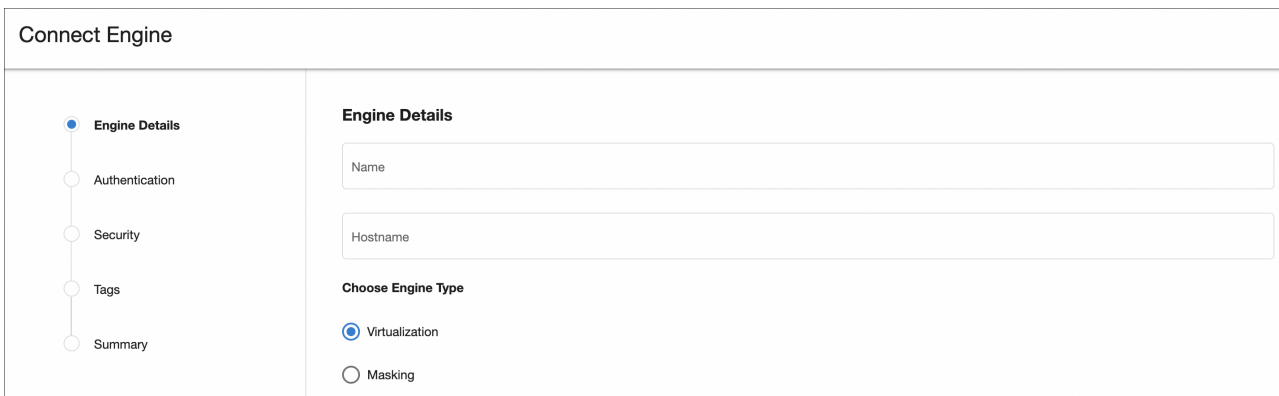 Connect Engine
Engine Details
Authentication
Security
Tags
Summary
Engine Details
Name
Hostname
Choose Engine Type
Virtualization
Masking